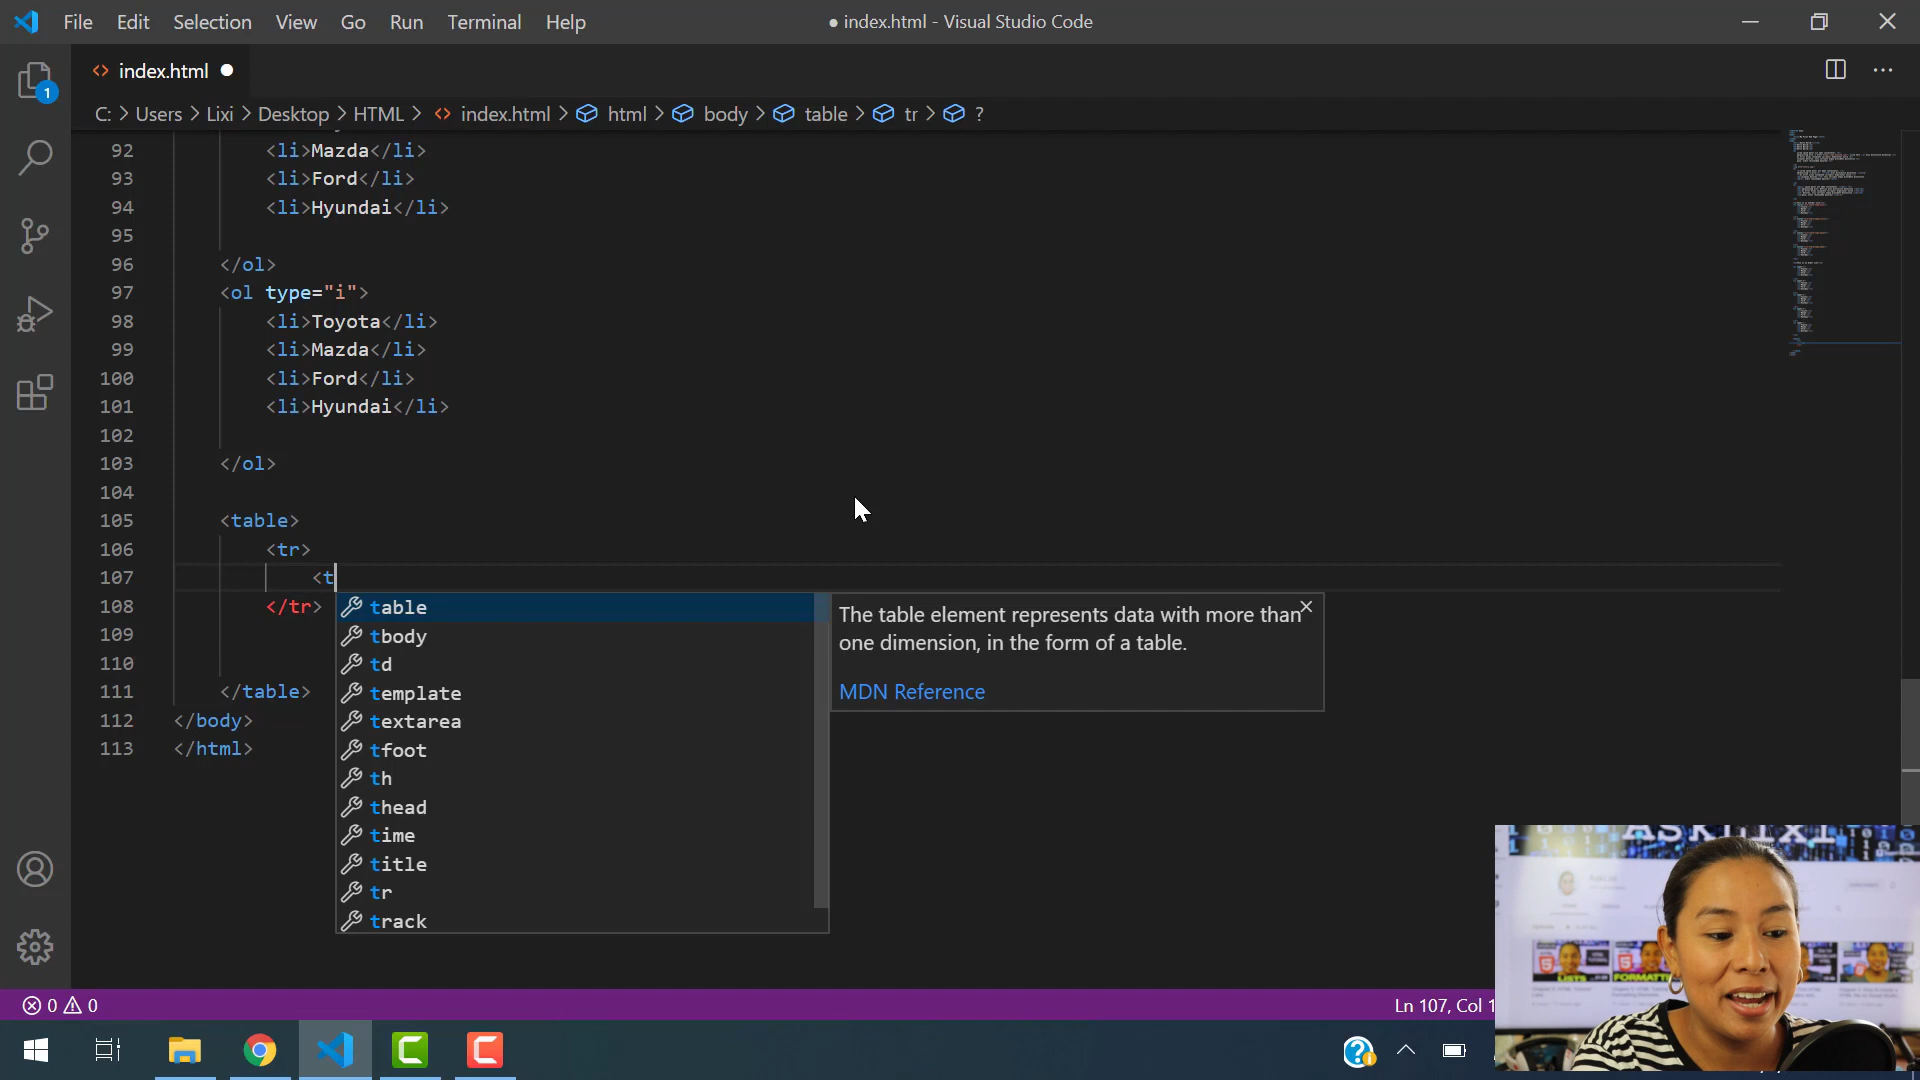 File Edit Selection View Go Run Terminal Help
● index.html - Visual Studio Code
index.html
C: > Users > Lixi > Desktop > HTML > index.html > html > body > table > tr > ?
92 <li>Mazda</li>
93 <li>Ford</li>
94 <li>Hyundai</li>
95
96 </ol>
97 <ol type="i">
98 <li>Toyota</li>
99 <li>Mazda</li>
100 <li>Ford</li>
101 <li>Hyundai</li>
102
103 </ol>
104
105 <table>
106 <tr>
107 <t
108 </tr>
109
110
111 </table>
112 </body>
113 </html>
table
tbody
td
template
textarea
tfoot
th
thead
time
title
tr
track
The table element represents data with more than
one dimension, in the form of a table.
MDN Reference
1
0 0
Ln 107, Col 1
ASKLIXI
LISTS